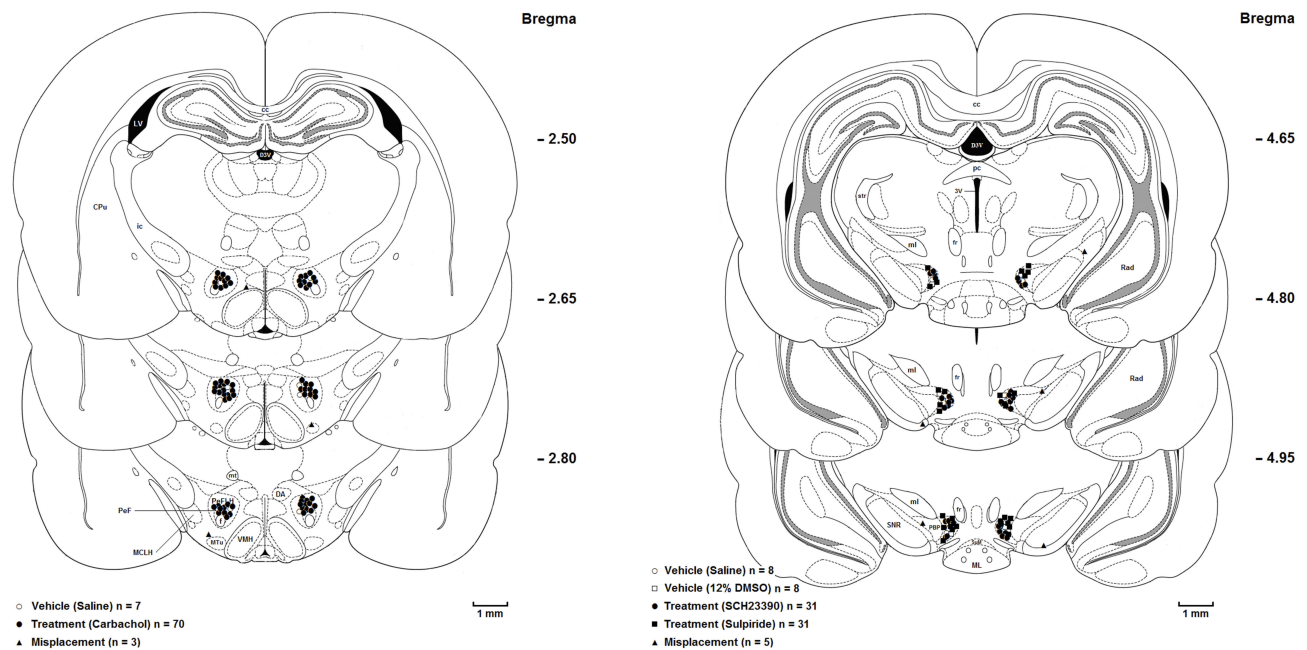 Bregma
LV
cc
D3V
– 2.50
CPu
ic
– 2.65
– 2.80
mt
DA
PeFLH
PeF
f
MTu
VMH
MCLH
○ Vehicle (Saline) n = 7
● Treatment (Carbachol) n = 70
▲ Misplacement (n = 3)
1 mm
Bregma
cc
D3V
– 4.65
pc
str
3V
ml
fr
Rad
– 4.80
ml
fr
Rad
– 4.95
ml
fr
SNR
PBP
ML
○ Vehicle (Saline) n = 8
□ Vehicle (12% DMSO) n = 8
● Treatment (SCH23390) n = 31
■ Treatment (Sulpiride) n = 31
▲ Misplacement (n = 5)
1 mm